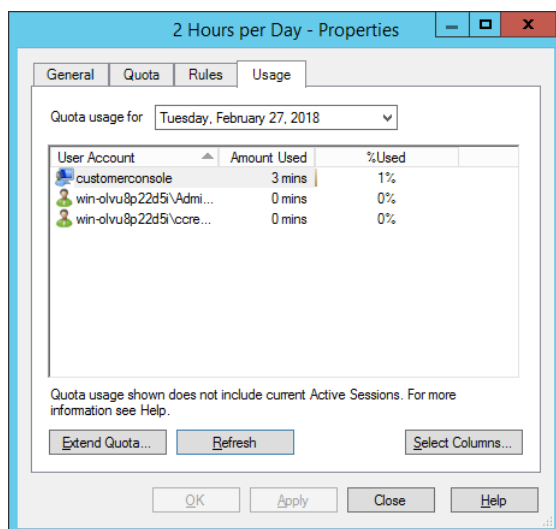 2 Hours per Day - Properties
General Quota Rules Usage
Quota usage for Tuesday, February 27, 2018
User Account Amount Used %Used
customerconsole 3 mins 1%
win-olvu8p22d5i\Admi... 0 mins 0%
win-olvu8p22d5i\ccre... 0 mins 0%
Quota usage shown does not include current Active Sessions. For more
information see Help.
Extend Quota... Refresh Select Columns...
OK Apply Close Help